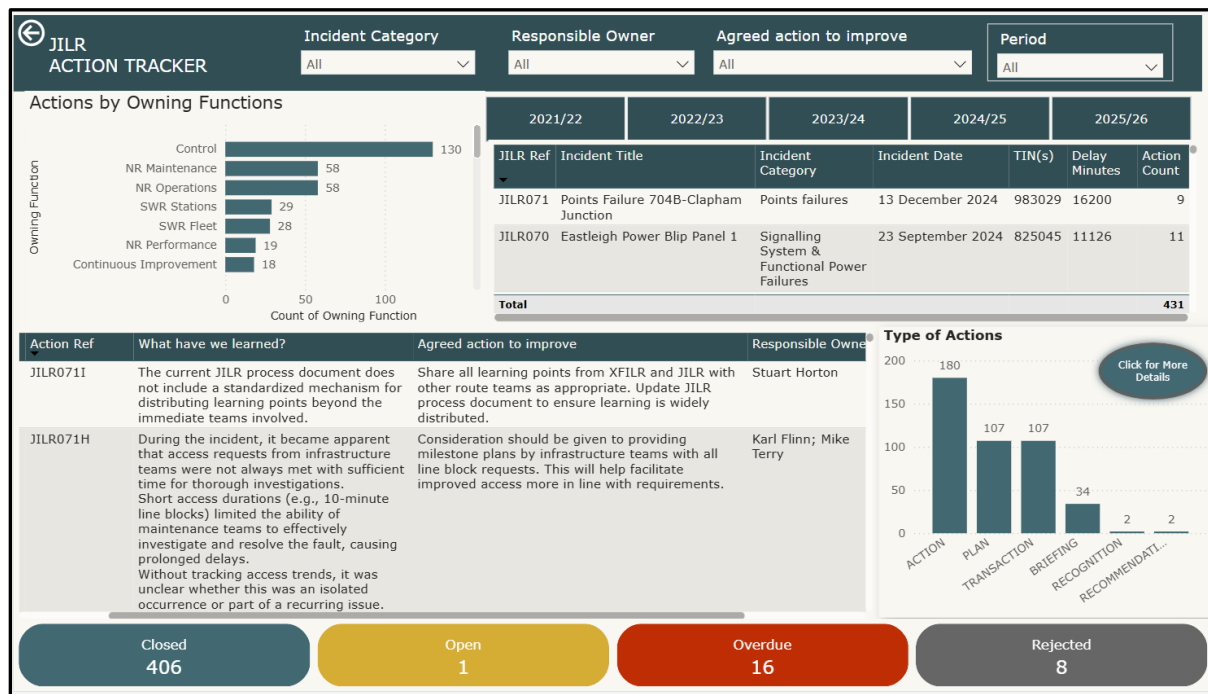 JILR
ACTION TRACKER
Incident Category
All
Responsible Owner
All
Agreed action to improve
All
Period
All
Actions by Owning Functions
Owning Function
Control 130
NR Maintenance 58
NR Operations 58
SWR Stations 29
SWR Fleet 28
NR Performance 19
Continuous Improvement 18
0 50 100
Count of Owning Function
2021/22 2022/23 2023/24 2024/25 2025/26
JILR Ref Incident Title Incident Category Incident Date TIN(s) Delay Minutes Action Count
JILR071 Points Failure 704B-Clapham Junction Points failures 13 December 2024 983029 16200 9
JILR070 Eastleigh Power Blip Panel 1 Signalling System & Functional Power Failures 23 September 2024 825045 11126 11
Total 431
Action Ref What have we learned? Agreed action to improve Responsible Owne
JILR071I
The current JILR process document does
not include a standardized mechanism for
distributing learning points beyond the
immediate teams involved.
Share all learning points from XFILR and JILR with
other route teams as appropriate. Update JILR
process document to ensure learning is widely
distributed.
Stuart Horton
JILR071H
During the incident, it became apparent
that access requests from infrastructure
teams were not always met with sufficient
time for thorough investigations.
Short access durations (e.g., 10-minute
line blocks) limited the ability of
maintenance teams to effectively
investigate and resolve the fault, causing
prolonged delays.
Without tracking access trends, it was
unclear whether this was an isolated
occurrence or part of a recurring issue.
Consideration should be given to providing
milestone plans by infrastructure teams with all
line block requests. This will help facilitate
improved access more in line with requirements.
Karl Flinn; Mike
Terry
Type of Actions
Click for More
Details
200
150
100
50
0
180
107
107
34
2
2
ACTION
PLAN
TRANSACTION
BRIEFING
RECOGNITION
RECOMMENDATI...
Closed
406
Open
1
Overdue
16
Rejected
8